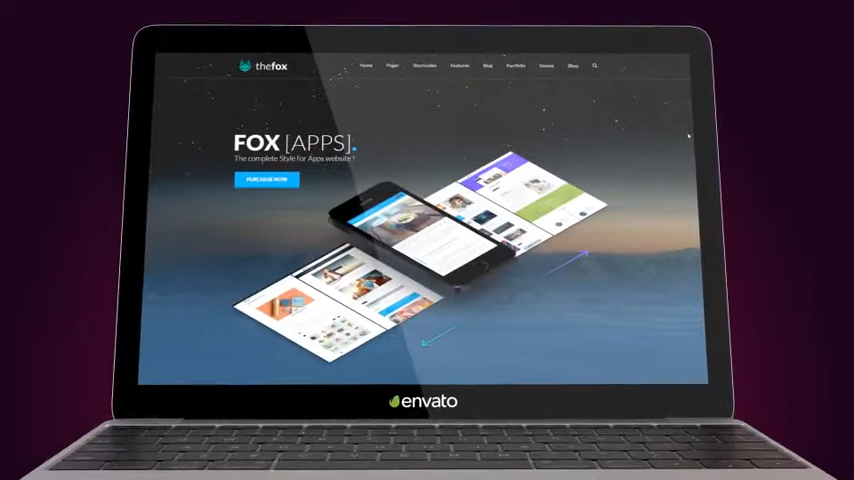 thefox
Home Pages Shortcodes Features Blog Portfolio Demos Shop
FOX [APPS].
The complete Style for Apps website !
PURCHASE NOW
envato